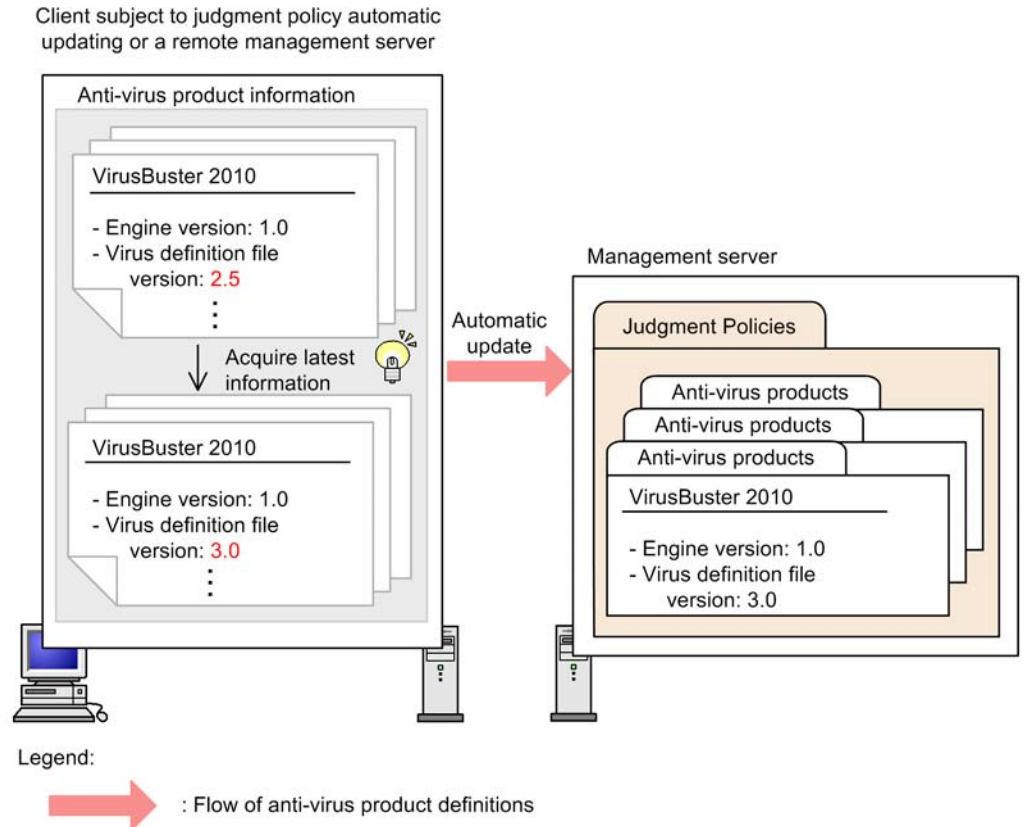 Client subject to judgment policy automatic
updating or a remote management server
Anti-virus product information
VirusBuster 2010
- Engine version: 1.0
- Virus definition file
version: 2.5
Acquire latest
information
VirusBuster 2010
- Engine version: 1.0
- Virus definition file
version: 3.0
Automatic
update
Management server
Judgment Policies
Anti-virus products
Anti-virus products
Anti-virus products
VirusBuster 2010
- Engine version: 1.0
- Virus definition file
version: 3.0
Legend:
: Flow of anti-virus product definitions